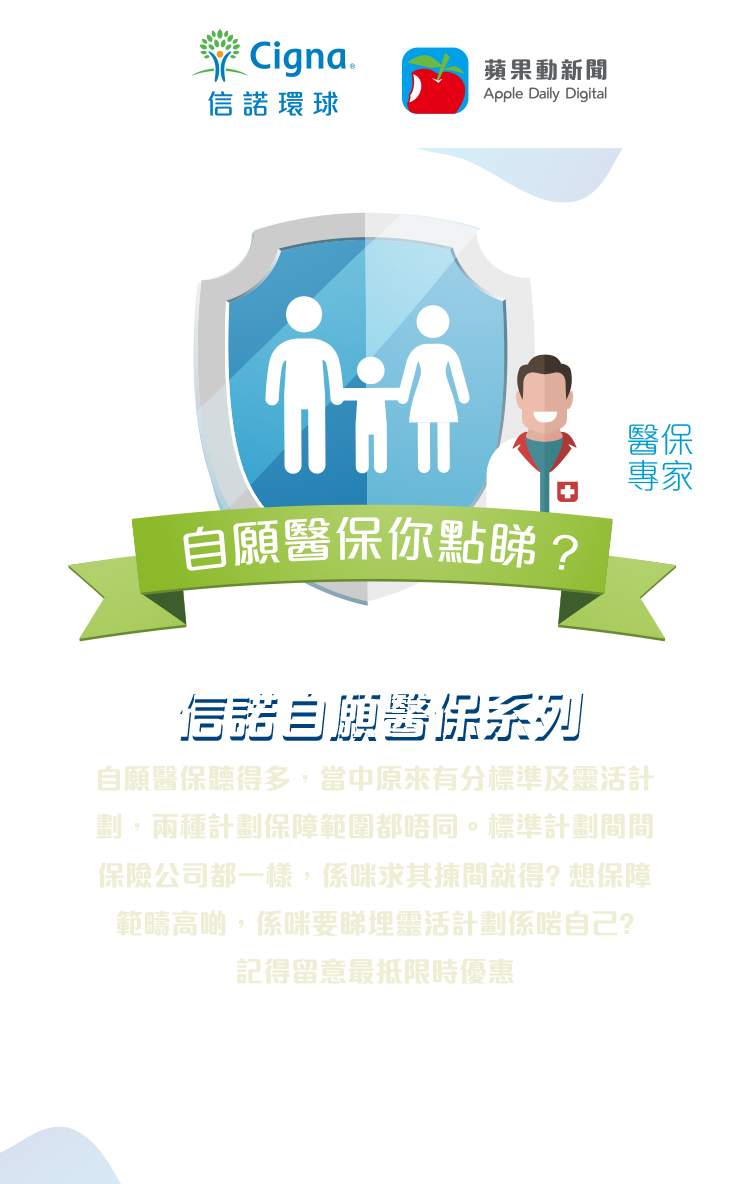 Cigna®
信諾環球
蘋果動新聞
Apple Daily Digital
醫保
專家
自願醫保你點睇？
信諾自願醫保系列
自願醫保聽得多，當中原來有分標準及靈活計
劃，兩種計劃保障範圍都唔同。標準計劃間間
保險公司都一樣，係咪求其揀間就得? 想保障
範疇高啲，係咪要睇埋靈活計劃係啱自己?
記得留意最抵限時優惠